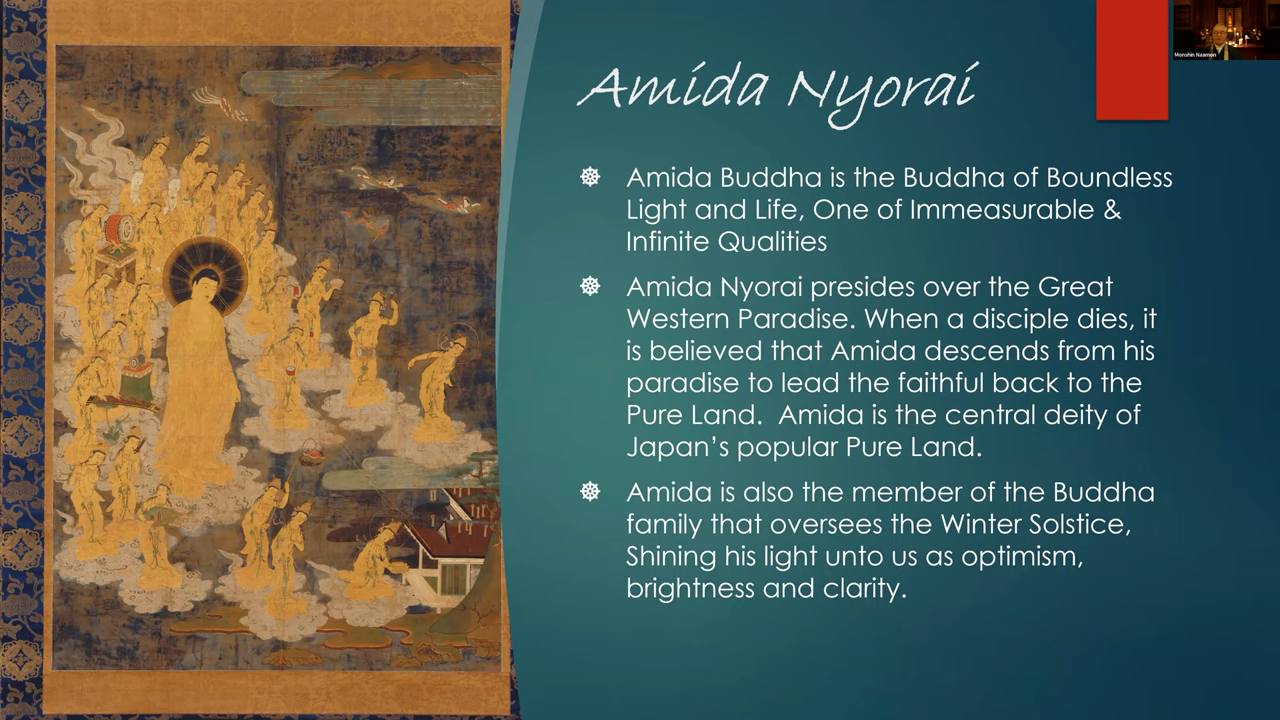 Amida Nyorai
Amida Buddha is the Buddha of Boundless
Light and Life, One of Immeasurable &
Infinite Qualities
Amida Nyorai presides over the Great
Western Paradise. When a disciple dies, it
is believed that Amida descends from his
paradise to lead the faithful back to the
Pure Land.  Amida is the central deity of
Japan’s popular Pure Land.
Amida is also the member of the Buddha
family that oversees the Winter Solstice,
Shining his light unto us as optimism,
brightness and clarity.
Monshin Naamon